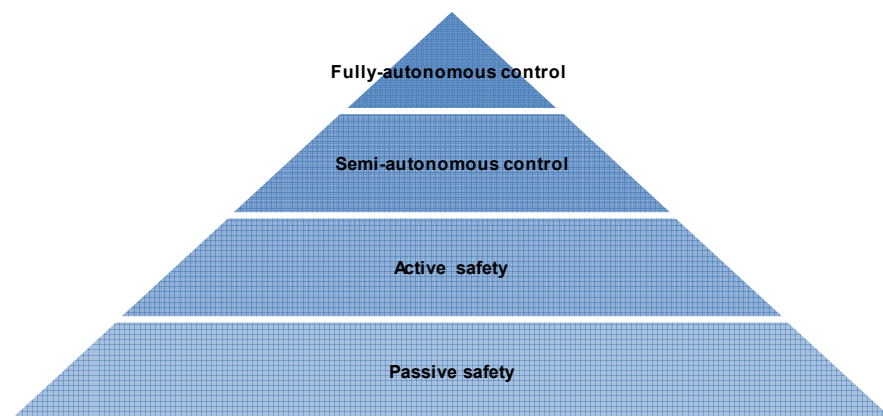 Fully-autonomous control
Semi-autonomous control
Active safety
Passive safety